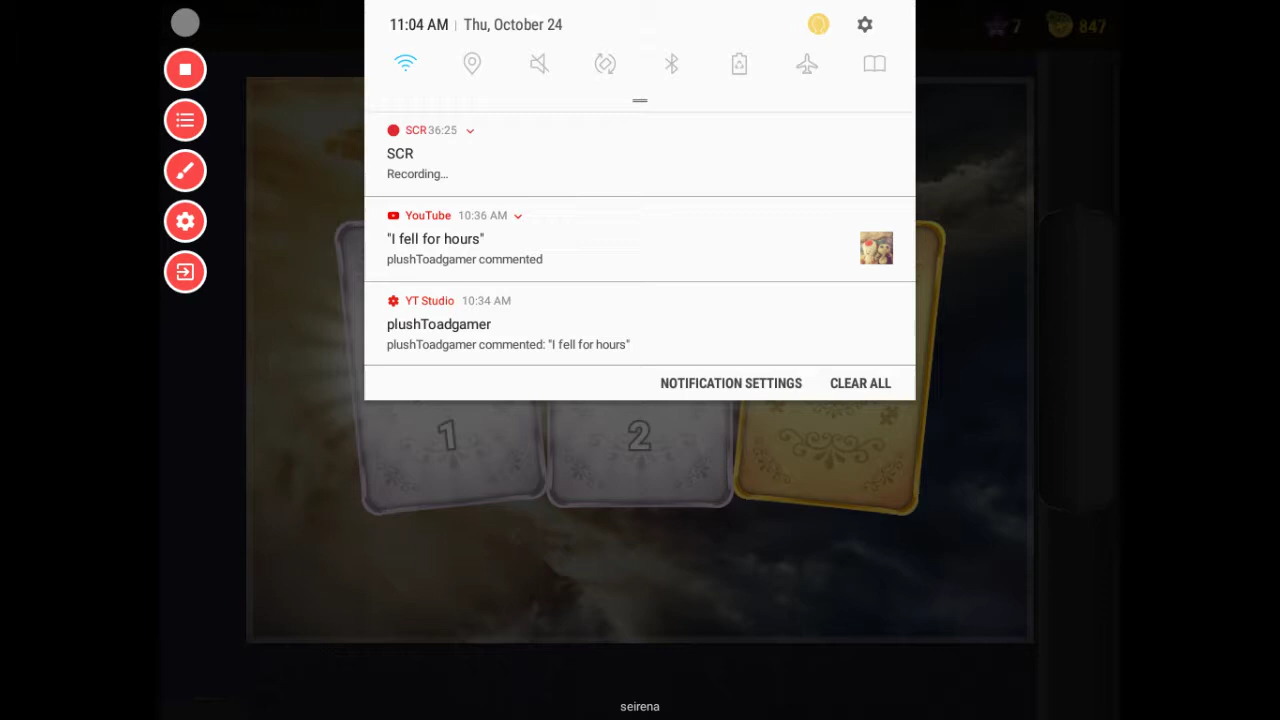 11:04 AM | Thu, October 24
7
847
SCR 36:25
SCR
Recording...
YouTube 10:36 AM
"I fell for hours"
plushToadgamer commented
YT Studio 10:34 AM
plushToadgamer
plushToadgamer commented: "I fell for hours"
NOTIFICATION SETTINGS CLEAR ALL
1
2
seirena